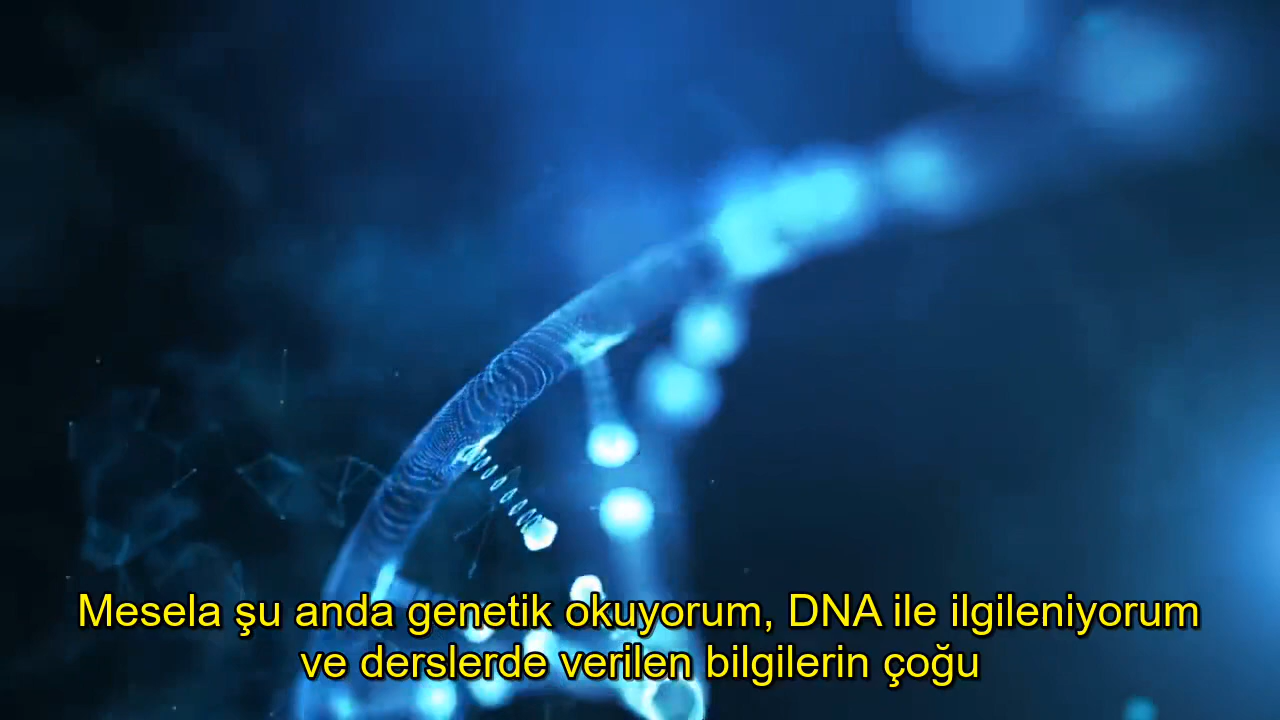 Mesela şu anda genetik okuyorum, DNA ile ilgileniyorum
ve derslerde verilen bilgilerin çoğu